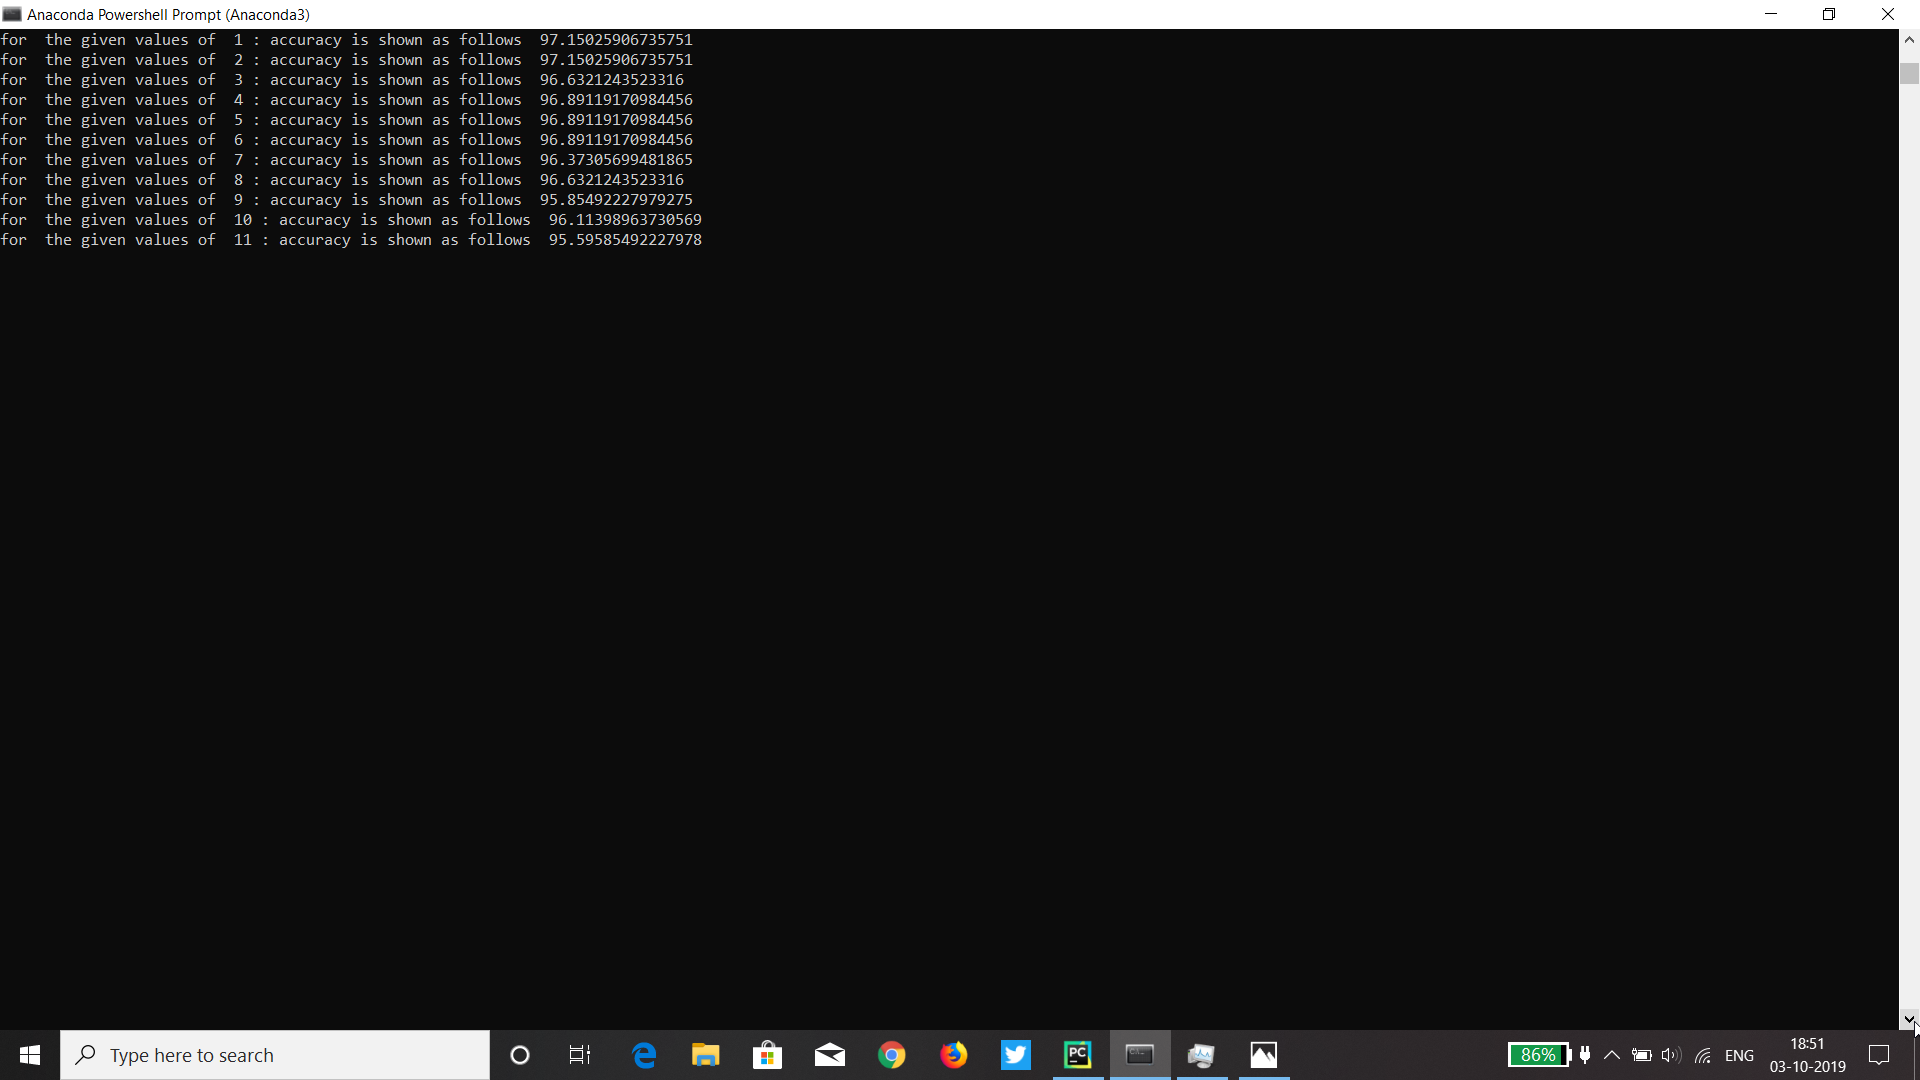 Anaconda Powershell Prompt (Anaconda3)
for  the given values of  1 : accuracy is shown as follows  97.15025906735751
for  the given values of  2 : accuracy is shown as follows  97.15025906735751
for  the given values of  3 : accuracy is shown as follows  96.6321243523316
for  the given values of  4 : accuracy is shown as follows  96.89119170984456
for  the given values of  5 : accuracy is shown as follows  96.89119170984456
for  the given values of  6 : accuracy is shown as follows  96.89119170984456
for  the given values of  7 : accuracy is shown as follows  96.37305699481865
for  the given values of  8 : accuracy is shown as follows  96.6321243523316
for  the given values of  9 : accuracy is shown as follows  95.85492227979275
for  the given values of  10 : accuracy is shown as follows  96.11398963730569
for  the given values of  11 : accuracy is shown as follows  95.59585492227978
Type here to search
PC
86%
ENG
18:51
03-10-2019